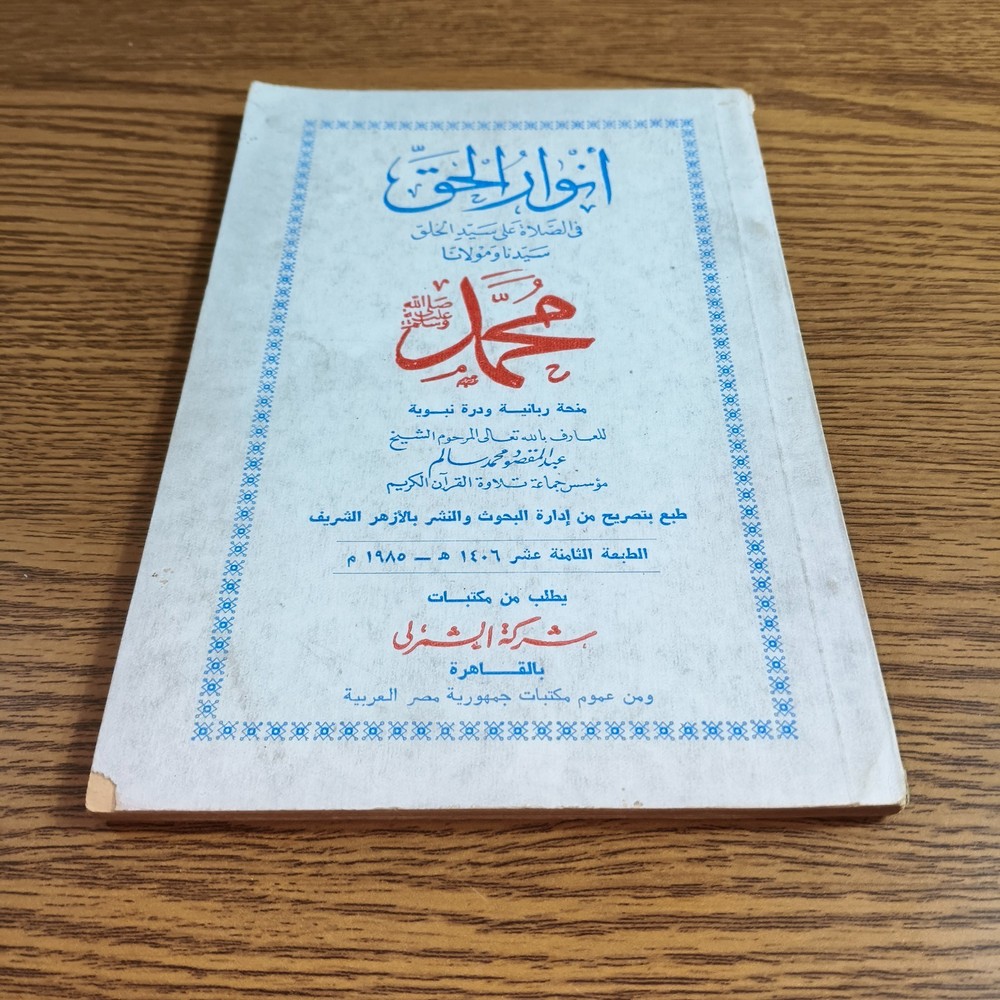 أنوار الحق
في الصلاة على سيد الخلق
سيدنا ومولانا
محمد
صلى الله عليه وسلم
منحة ربانية ودرة نبوية
للعارف بالله تعالى المرحوم الشيخ
عبد المقصود محمد سالم
مؤسس جماعة تلاوة القرآن الكريم
طبع بتصريح من إدارة البحوث والنشر بالأزهر الشريف
الطبعة الثامنة عشر ١٤٠٦ هـ — ١٩٨٥ م
يطلب من مكتبات
شركة الشمرلى
بالقاهرة
ومن عموم مكتبات جمهورية مصر العربية